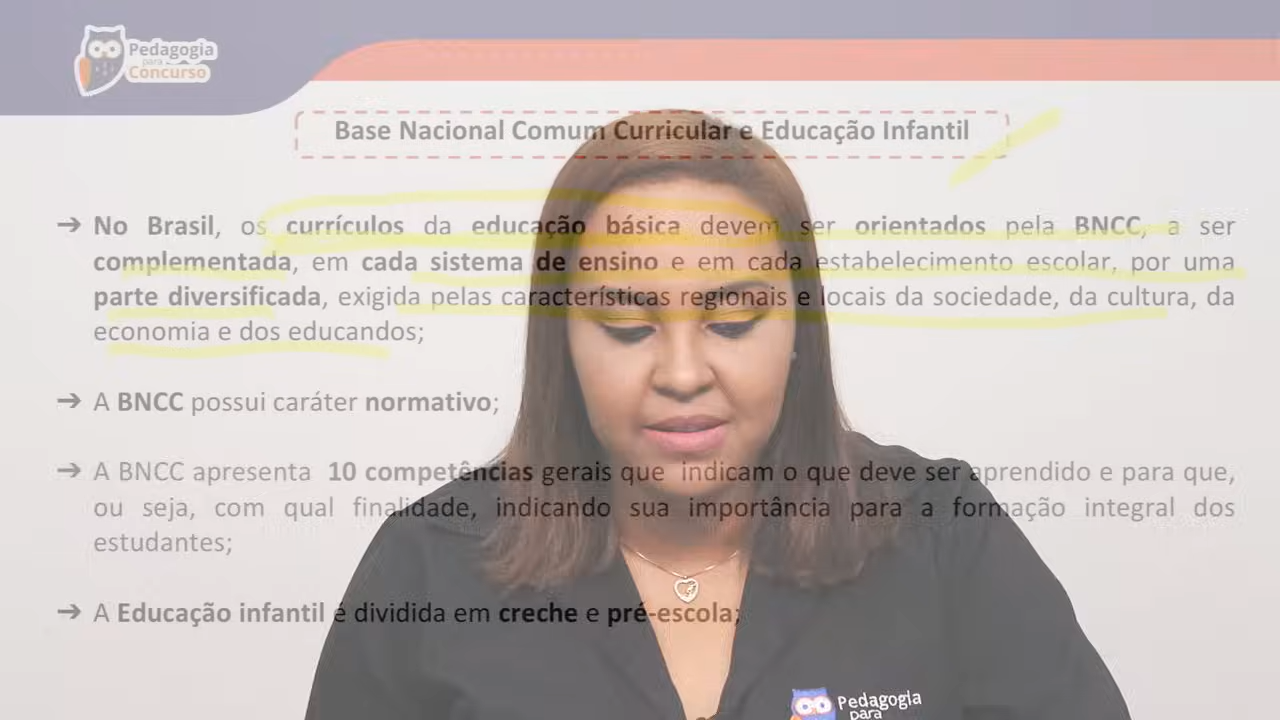 Pedagogia
para
Concurso
Base Nacional Comum Curricular e Educação Infantil
➔ No Brasil, os currículos da educação básica devem ser orientados pela BNCC, a ser
complementada, em cada sistema de ensino e em cada estabelecimento escolar, por uma
parte diversificada, exigida pelas características regionais e locais da sociedade, da cultura, da
economia e dos educandos;
➔ A BNCC possui caráter normativo;
➔ A BNCC apresenta 10 competências gerais que indicam o que deve ser aprendido e para que,
ou seja, com qual finalidade, indicando sua importância para a formação integral dos
estudantes;
➔ A Educação infantil é dividida em creche e pré-escola;
Pedagogia
para